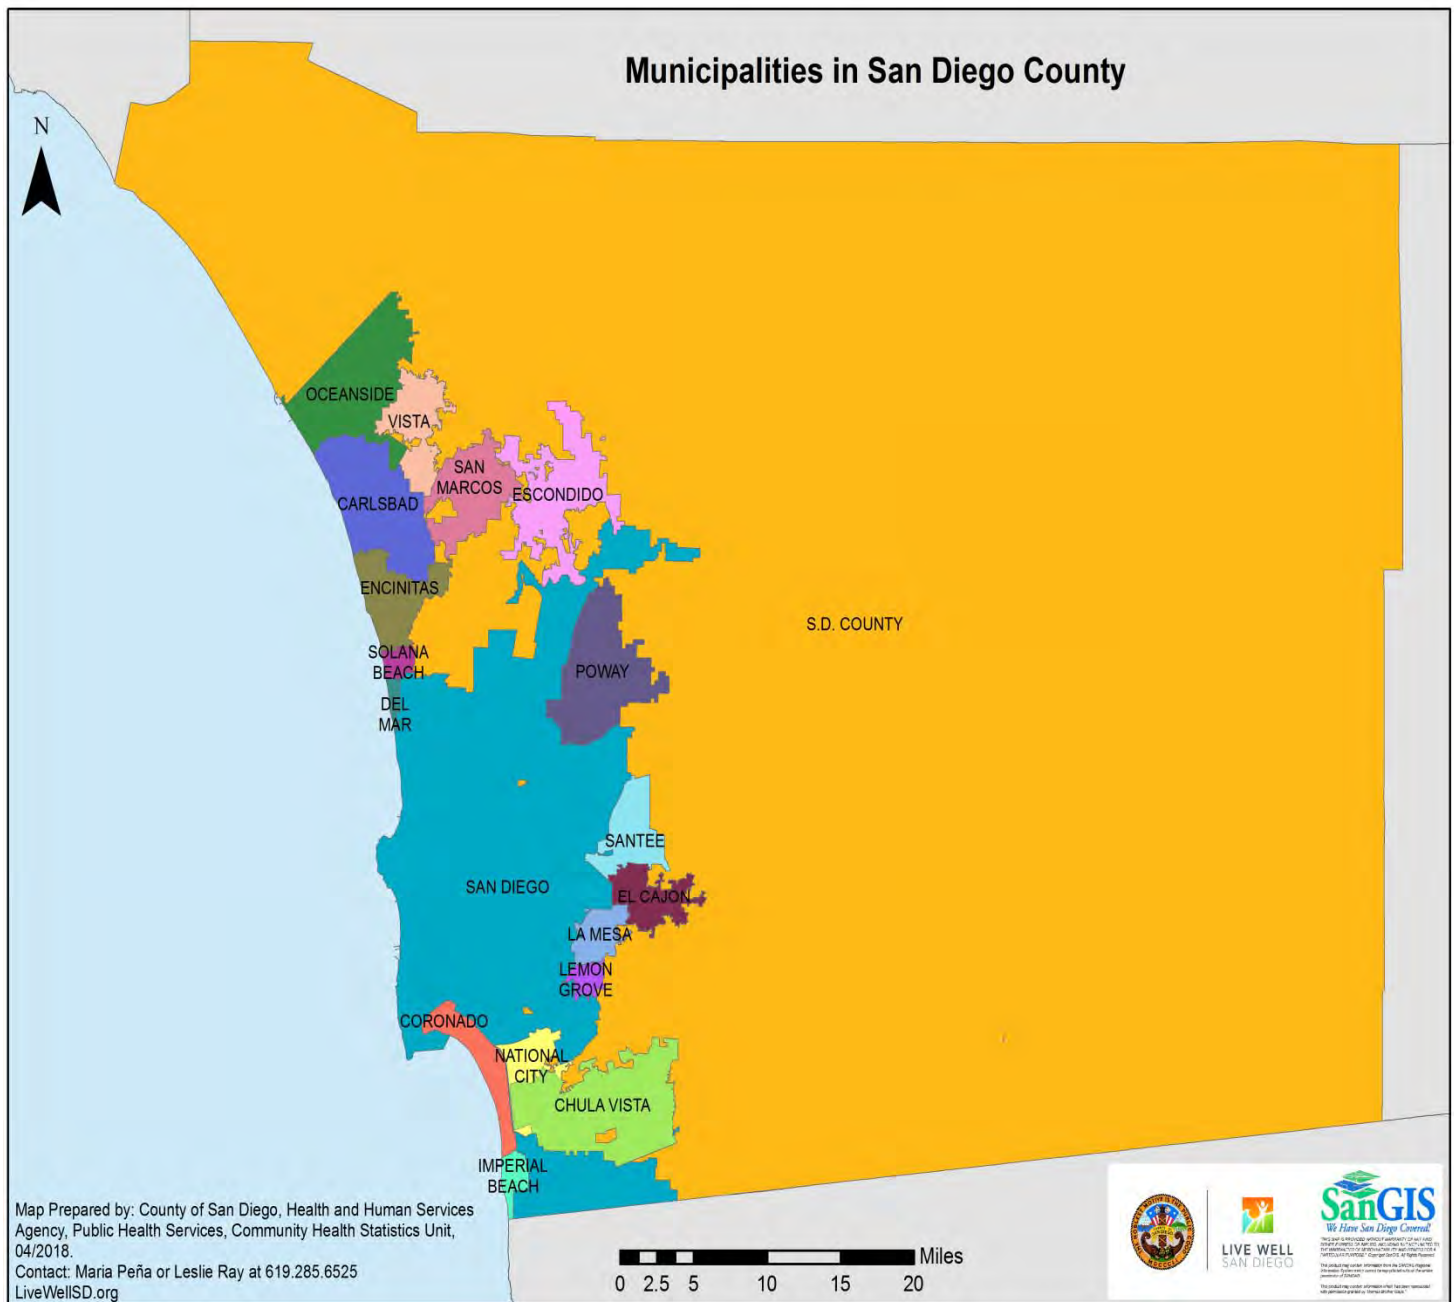 Municipalities in San Diego County
N
OCEANSIDE
VISTA
SAN
MARCOS
ESCONDIDO
CARLSBAD
ENCINITAS
S.D. COUNTY
SOLANA
BEACH
POWAY
DEL
MAR
SANTEE
SAN DIEGO
EL CAJON
LA MESA
LEMON
GROVE
CORONADO
NATIONAL
CITY
CHULA VISTA
IMPERIAL
BEACH
Map Prepared by: County of San Diego, Health and Human Services
Agency, Public Health Services, Community Health Statistics Unit,
04/2018.
Contact: Maria Peña or Leslie Ray at 619.285.6525
LiveWellSD.org
Miles
0 2.5 5 10 15 20
LIVE WELL
SAN DIEGO
SanGIS
We Have San Diego Covered!